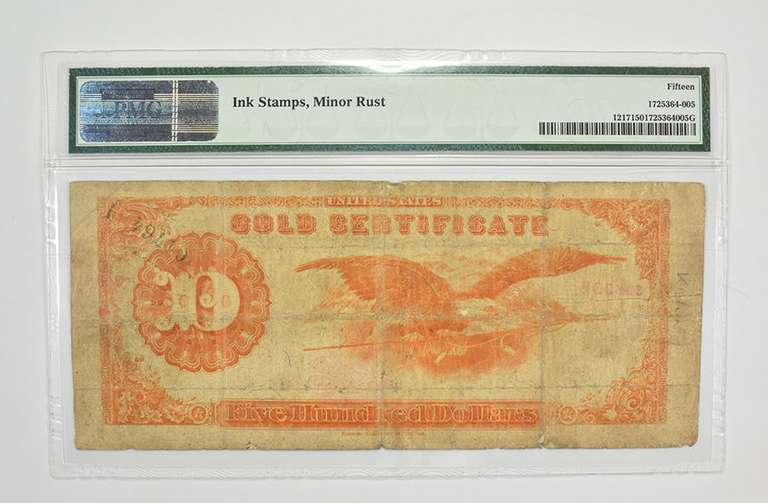 PMG
Ink Stamps, Minor Rust
Fifteen
1725364-005
12171501725364005G
UNITED STATES
GOLD CERTIFICATE
Five Hundred Dollars